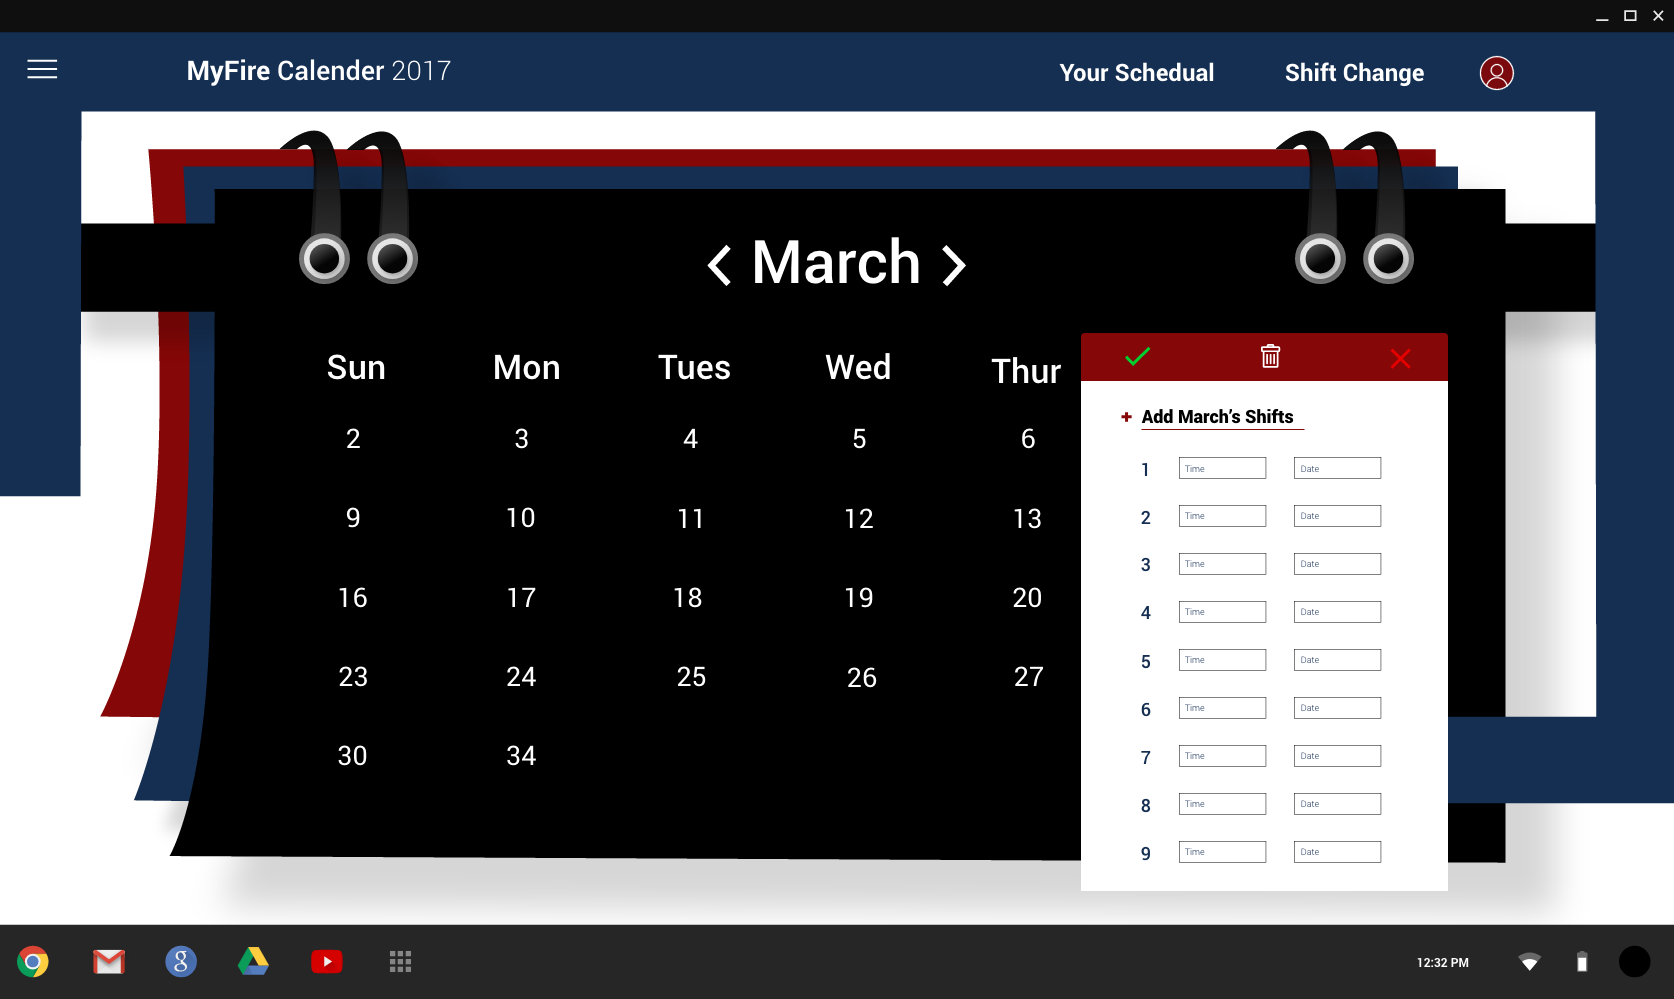 MyFire Calender 2017
Your Schedual
Shift Change
< March >
Sun Mon Tues Wed Thur
2 3 4 5 6
9 10 11 12 13
16 17 18 19 20
23 24 25 26 27
30 34
+ Add March’s Shifts
1 Time Date
2 Time Date
3 Time Date
4 Time Date
5 Time Date
6 Time Date
7 Time Date
8 Time Date
9 Time Date
8
12:32 PM